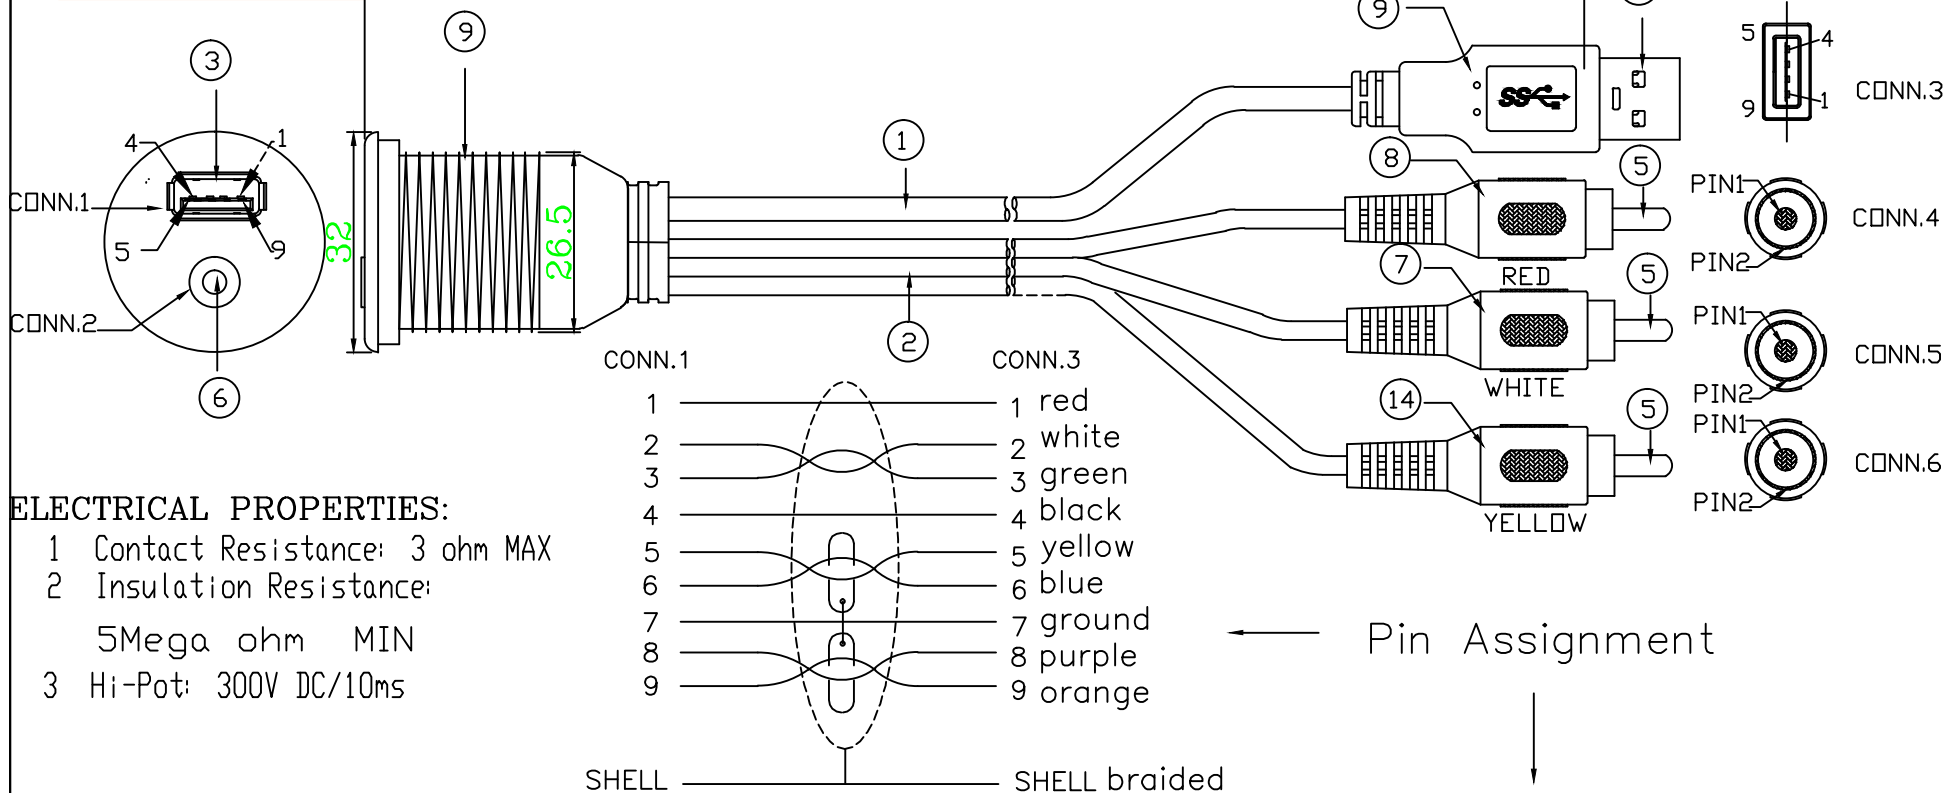 9
9
3
5
4
1
9
CONN.3
4
1
CONN.1
5
9
CONN.2
6
32
26.5
1
2
SS
8
5
RED
PIN1
PIN2
CONN.4
7
5
WHITE
PIN1
PIN2
CONN.5
14
5
YELLOW
PIN1
PIN2
CONN.6
CONN.1 CONN.3
1 1 red
2 2 white
3 3 green
4 4 black
5 5 yellow
6 6 blue
7 7 ground
8 8 purple
9 9 orange
SHELL SHELL braided
ELECTRICAL PROPERTIES:
1 Contact Resistance: 3 ohm MAX
2 Insulation Resistance:
5Mega ohm MIN
3 Hi-Pot: 300V DC/10ms
Pin Assignment